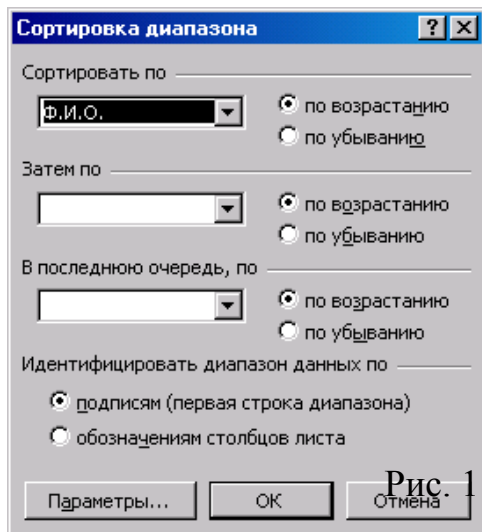 Сортировка диапазона
Сортировать по
Ф.И.О.
по возрастанию
по убыванию
Затем по
по возрастанию
по убыванию
В последнюю очередь, по
по возрастанию
по убыванию
Идентифицировать диапазон данных по
подписям (первая строка диапазона)
обозначениям столбцов листа
Параметры... ОК Отмена
Рис. 1